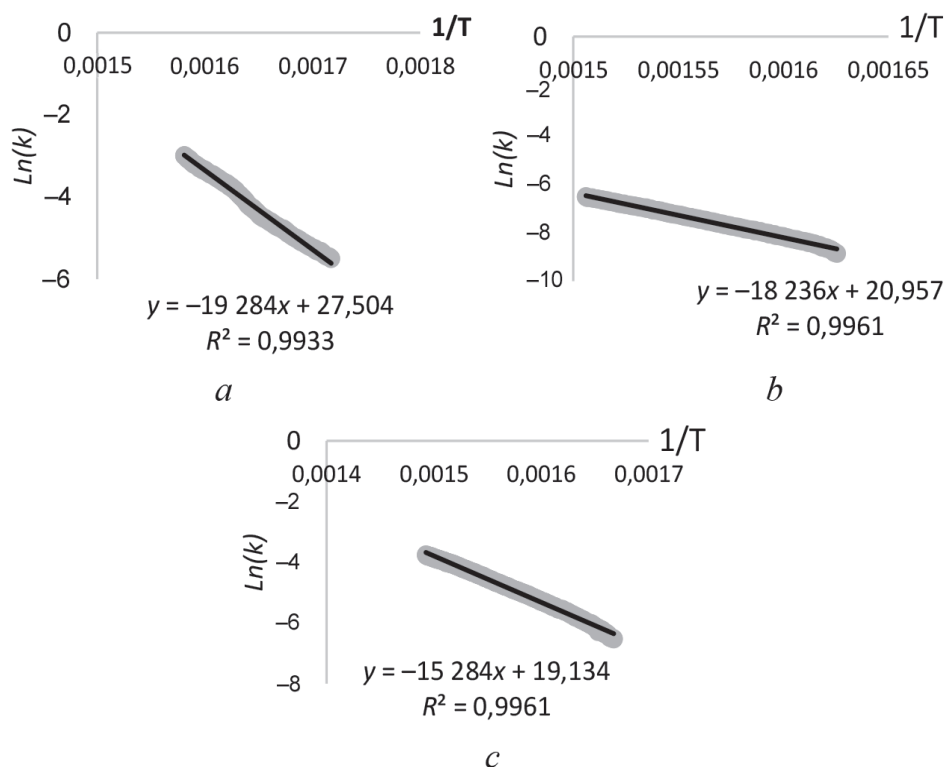 0
1/T
0,0015
0,0016
0,0017
0,0018
Ln(k)
–2
–4
–6
y = –19 284x + 27,504
R² = 0,9933
a
0
1/T
0,0015
0,00155
0,0016
0,00165
Ln(k)
–2
–4
–6
–8
–10
y = –18 236x + 20,957
R² = 0,9961
b
0
1/T
0,0014
0,0015
0,0016
0,0017
Ln(k)
–2
–4
–6
–8
y = –15 284x + 19,134
R² = 0,9961
c